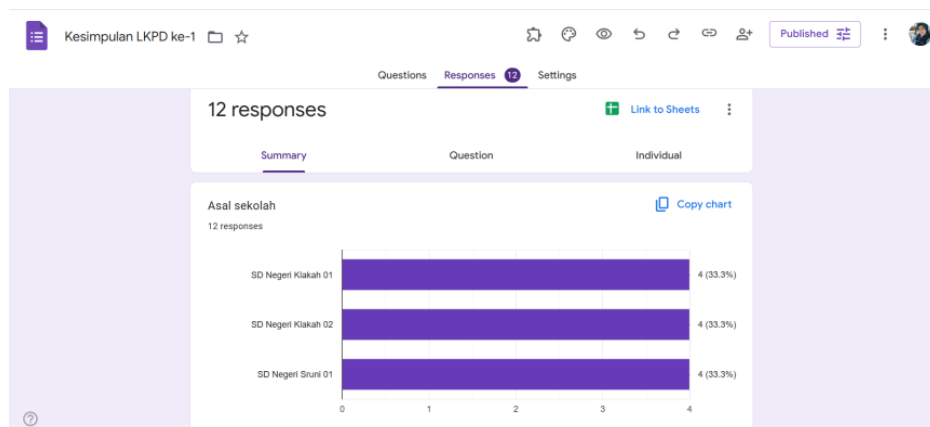 Kesimpulan LKPD ke-1
Published
Questions Responses 12 Settings
12 responses
Link to Sheets
Summary Question Individual
Asal sekolah
Copy chart
12 responses
SD Negeri Klakah 01 4 (33.3%)
SD Negeri Klakah 02 4 (33.3%)
SD Negeri Sruni 01 4 (33.3%)
0 1 2 3 4